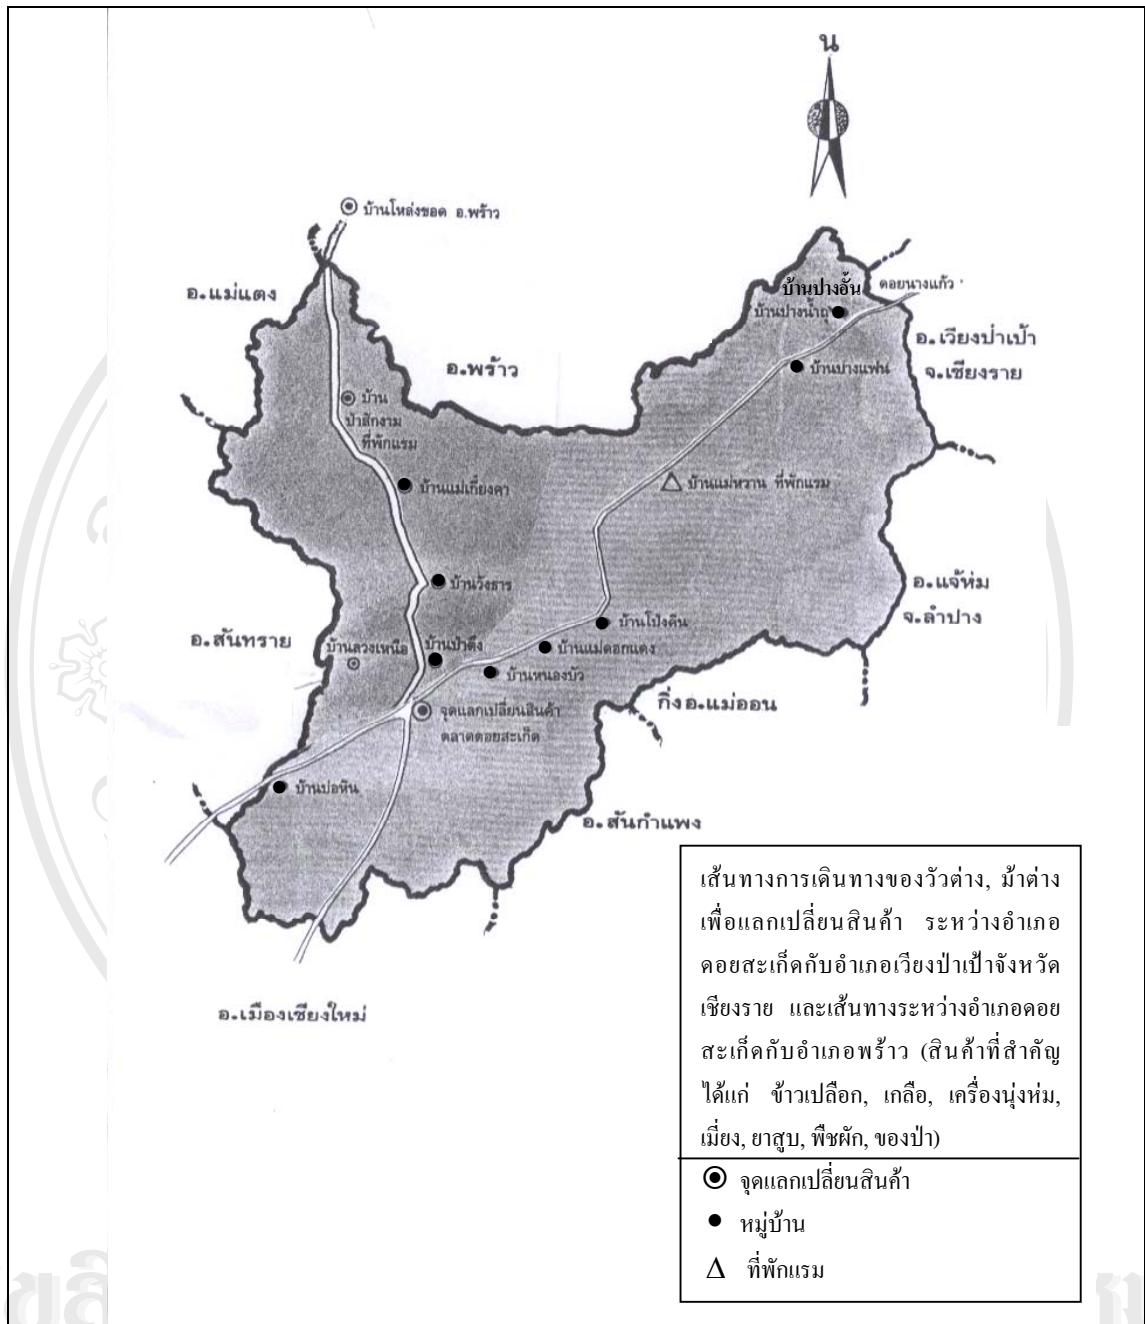 น
บ้านโหล่งขอด อ.พร้าว
อ.แม่แตง
บ้านปางอั้น
ดอยนางแก้ว
บ้านปางน้ำถุ
อ.เวียงป่าเป้า
จ.เชียงราย
อ.พร้าว
บ้านปางแฟน
บ้าน
ป่าสักงาม
ที่พักแรม
บ้านแม่เกี๋ยงคา
บ้านแม่หวาน ที่พักแรม
บ้านวังธาร
อ.แจ้ห่ม
จ.ลำปาง
บ้านโป่งดิน
อ.สันทราย
บ้านลวงเหนือ
บ้านป่าตึง
บ้านแม่ดอกแดง
บ้านหนองบัว
กิ่งอ.แม่ออน
จุดแลกเปลี่ยนสินค้า
ตลาดดอยสะเก็ด
บ้านบ่อหิน
อ.สันกำแพง
อ.เมืองเชียงใหม่
เส้นทางการเดินทางของวัวต่าง, ม้าต่าง
เพื่อแลกเปลี่ยนสินค้า ระหว่างอำเภอ
ดอยสะเก็ดกับอำเภอเวียงป่าเป้าจังหวัด
เชียงราย และเส้นทางระหว่างอำเภอดอย
สะเก็ดกับอำเภอพร้าว (สินค้าที่สำคัญ
ได้แก่ ข้าวเปลือก, เกลือ, เครื่องนุ่งห่ม,
เมี่ยง, ยาสูบ, พืชผัก, ของป่า)
จุดแลกเปลี่ยนสินค้า
หมู่บ้าน
ที่พักแรม